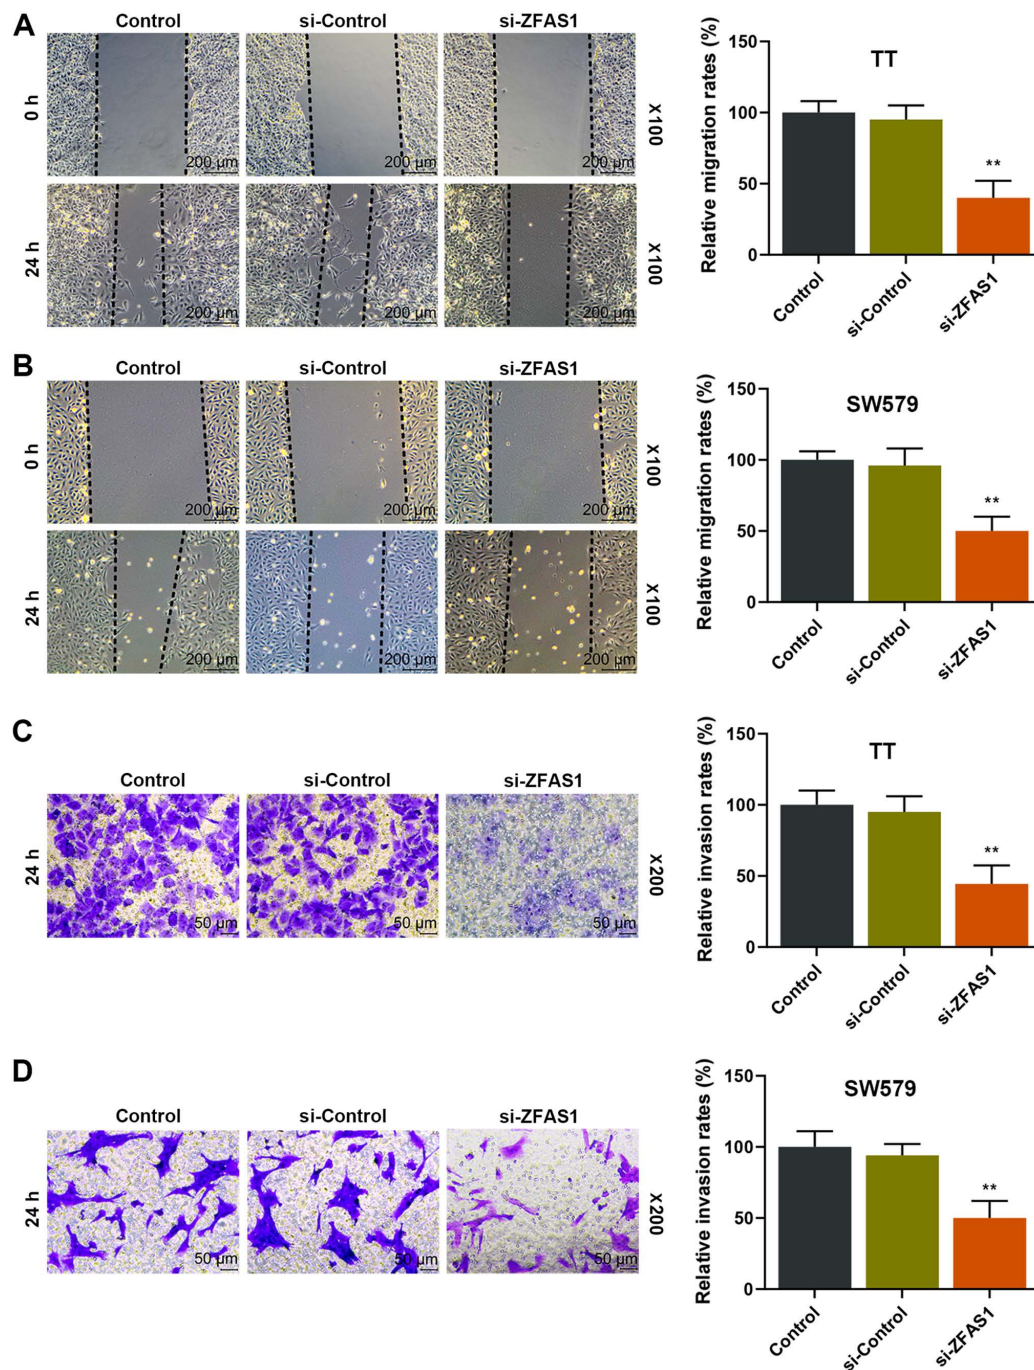 A
Control si-Control si-ZFAS1
0 h
200 µm 200 µm 200 µm
X100
24 h
200 µm 200 µm 200 µm
X100
Relative migration rates (%)
TT
150
100
50
0
**
Control si-Control si-ZFAS1
B
Control si-Control si-ZFAS1
0 h
200 µm 200 µm 200 µm
X100
24 h
200 µm 200 µm 200 µm
X100
Relative migration rates (%)
SW579
150
100
50
0
**
Control si-Control si-ZFAS1
C
Control si-Control si-ZFAS1
24 h
50 µm 50 µm 50 µm
X200
Relative invasion rates (%)
TT
150
100
50
0
**
Control si-Control si-ZFAS1
D
Control si-Control si-ZFAS1
24 h
50 µm 50 µm 50 µm
X200
Relative invasion rates (%)
SW579
150
100
50
0
**
Control si-Control si-ZFAS1